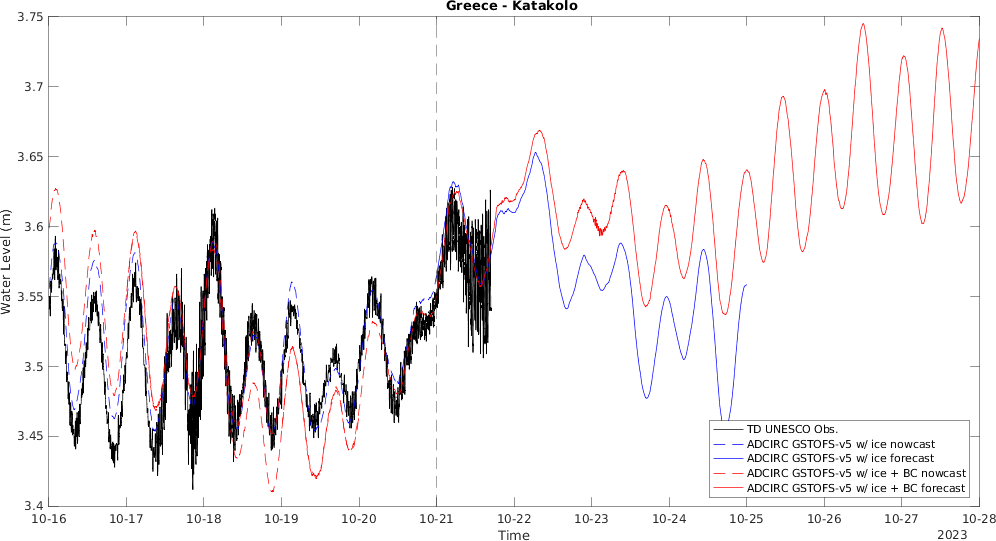 Greece - Katakolo
3.75
3.7
3.65
3.6
3.55
3.5
3.45
3.4
Water Level (m)
TD UNESCO Obs.
ADCIRC GSTOFS-v5 w/ ice nowcast
ADCIRC GSTOFS-v5 w/ ice forecast
ADCIRC GSTOFS-v5 w/ ice + BC nowcast
ADCIRC GSTOFS-v5 w/ ice + BC forecast
10-16 10-17 10-18 10-19 10-20 10-21 10-22 10-23 10-24 10-25 10-26 10-27 10-28
Time
2023